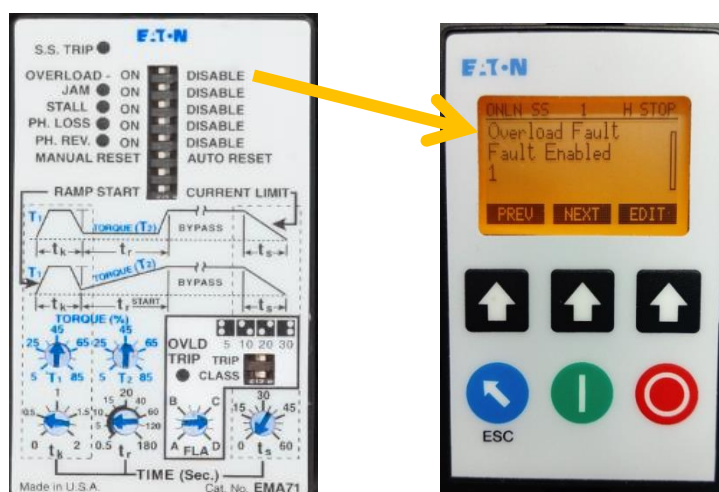 E·T·N
S.S. TRIP
OVERLOAD - ON DISABLE
JAM ON DISABLE
STALL ON DISABLE
PH. LOSS ON DISABLE
PH. REV. ON DISABLE
MANUAL RESET AUTO RESET
RAMP START CURRENT LIMIT
T1 TORQUE (T2) BYPASS
tk tr ts
T1 TORQUE (T2) BYPASS
tk tr START ts
TORQUE (%)
45 45
25 65 25 65
5 T1 85 5 T2 85
OVLD 5 10 20 30
TRIP TRIP
CLASS
1 20 30
0.5 1.5 10 15 40 60 120 B C 15 45
0 tk 2 0.5 tr 180 A FLA D 0 ts 60
TIME (Sec.)
Made in U.S.A. Cat. No. EMA71
E·T·N
ONLN SS 1 H STOP
Overload Fault
Fault Enabled
1
PREV NEXT EDIT
ESC